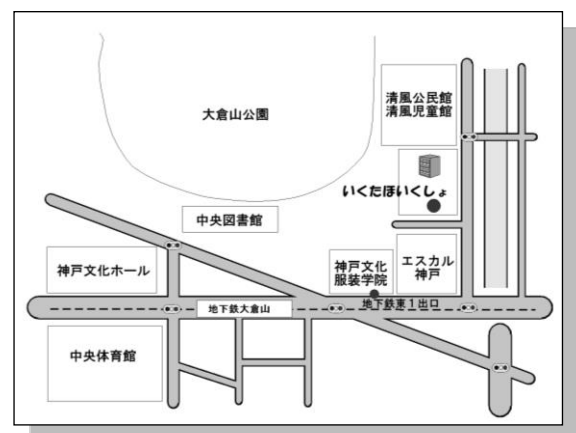 大倉山公園
清風公民館
清風児童館
いくたほいくしょ
中央図書館
神戸文化ホール
神戸文化
服装学院
エスカル
神戸
地下鉄大倉山
地下鉄東1出口
中央体育館